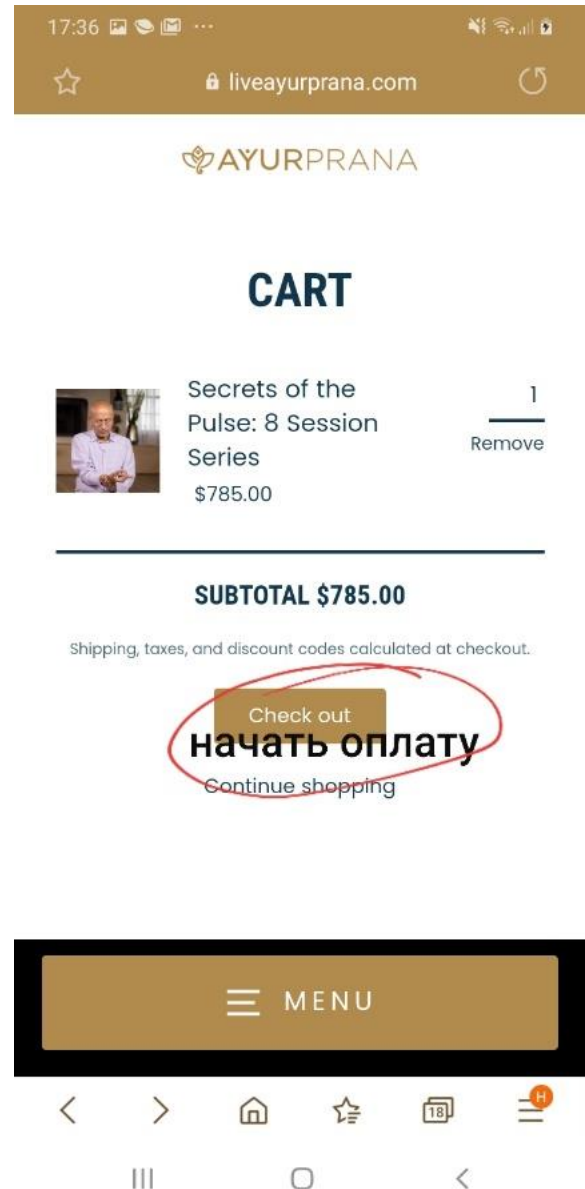 17:36
liveayurprana.com
AYURPRANA
CART
Secrets of the
Pulse: 8 Session
Series
$785.00
1
Remove
SUBTOTAL $785.00
Shipping, taxes, and discount codes calculated at checkout.
Check out
начать оплату
Continue shopping
MENU
18
H